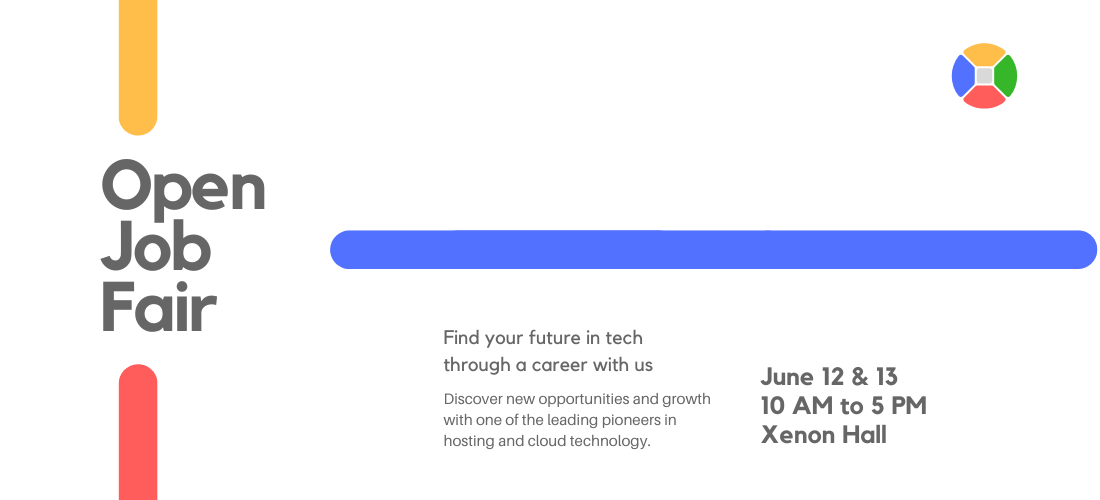 Open
Job
Fair
Find your future in tech
through a career with us
Discover new opportunities and growth
with one of the leading pioneers in
hosting and cloud technology.
June 12 & 13
10 AM to 5 PM
Xenon Hall